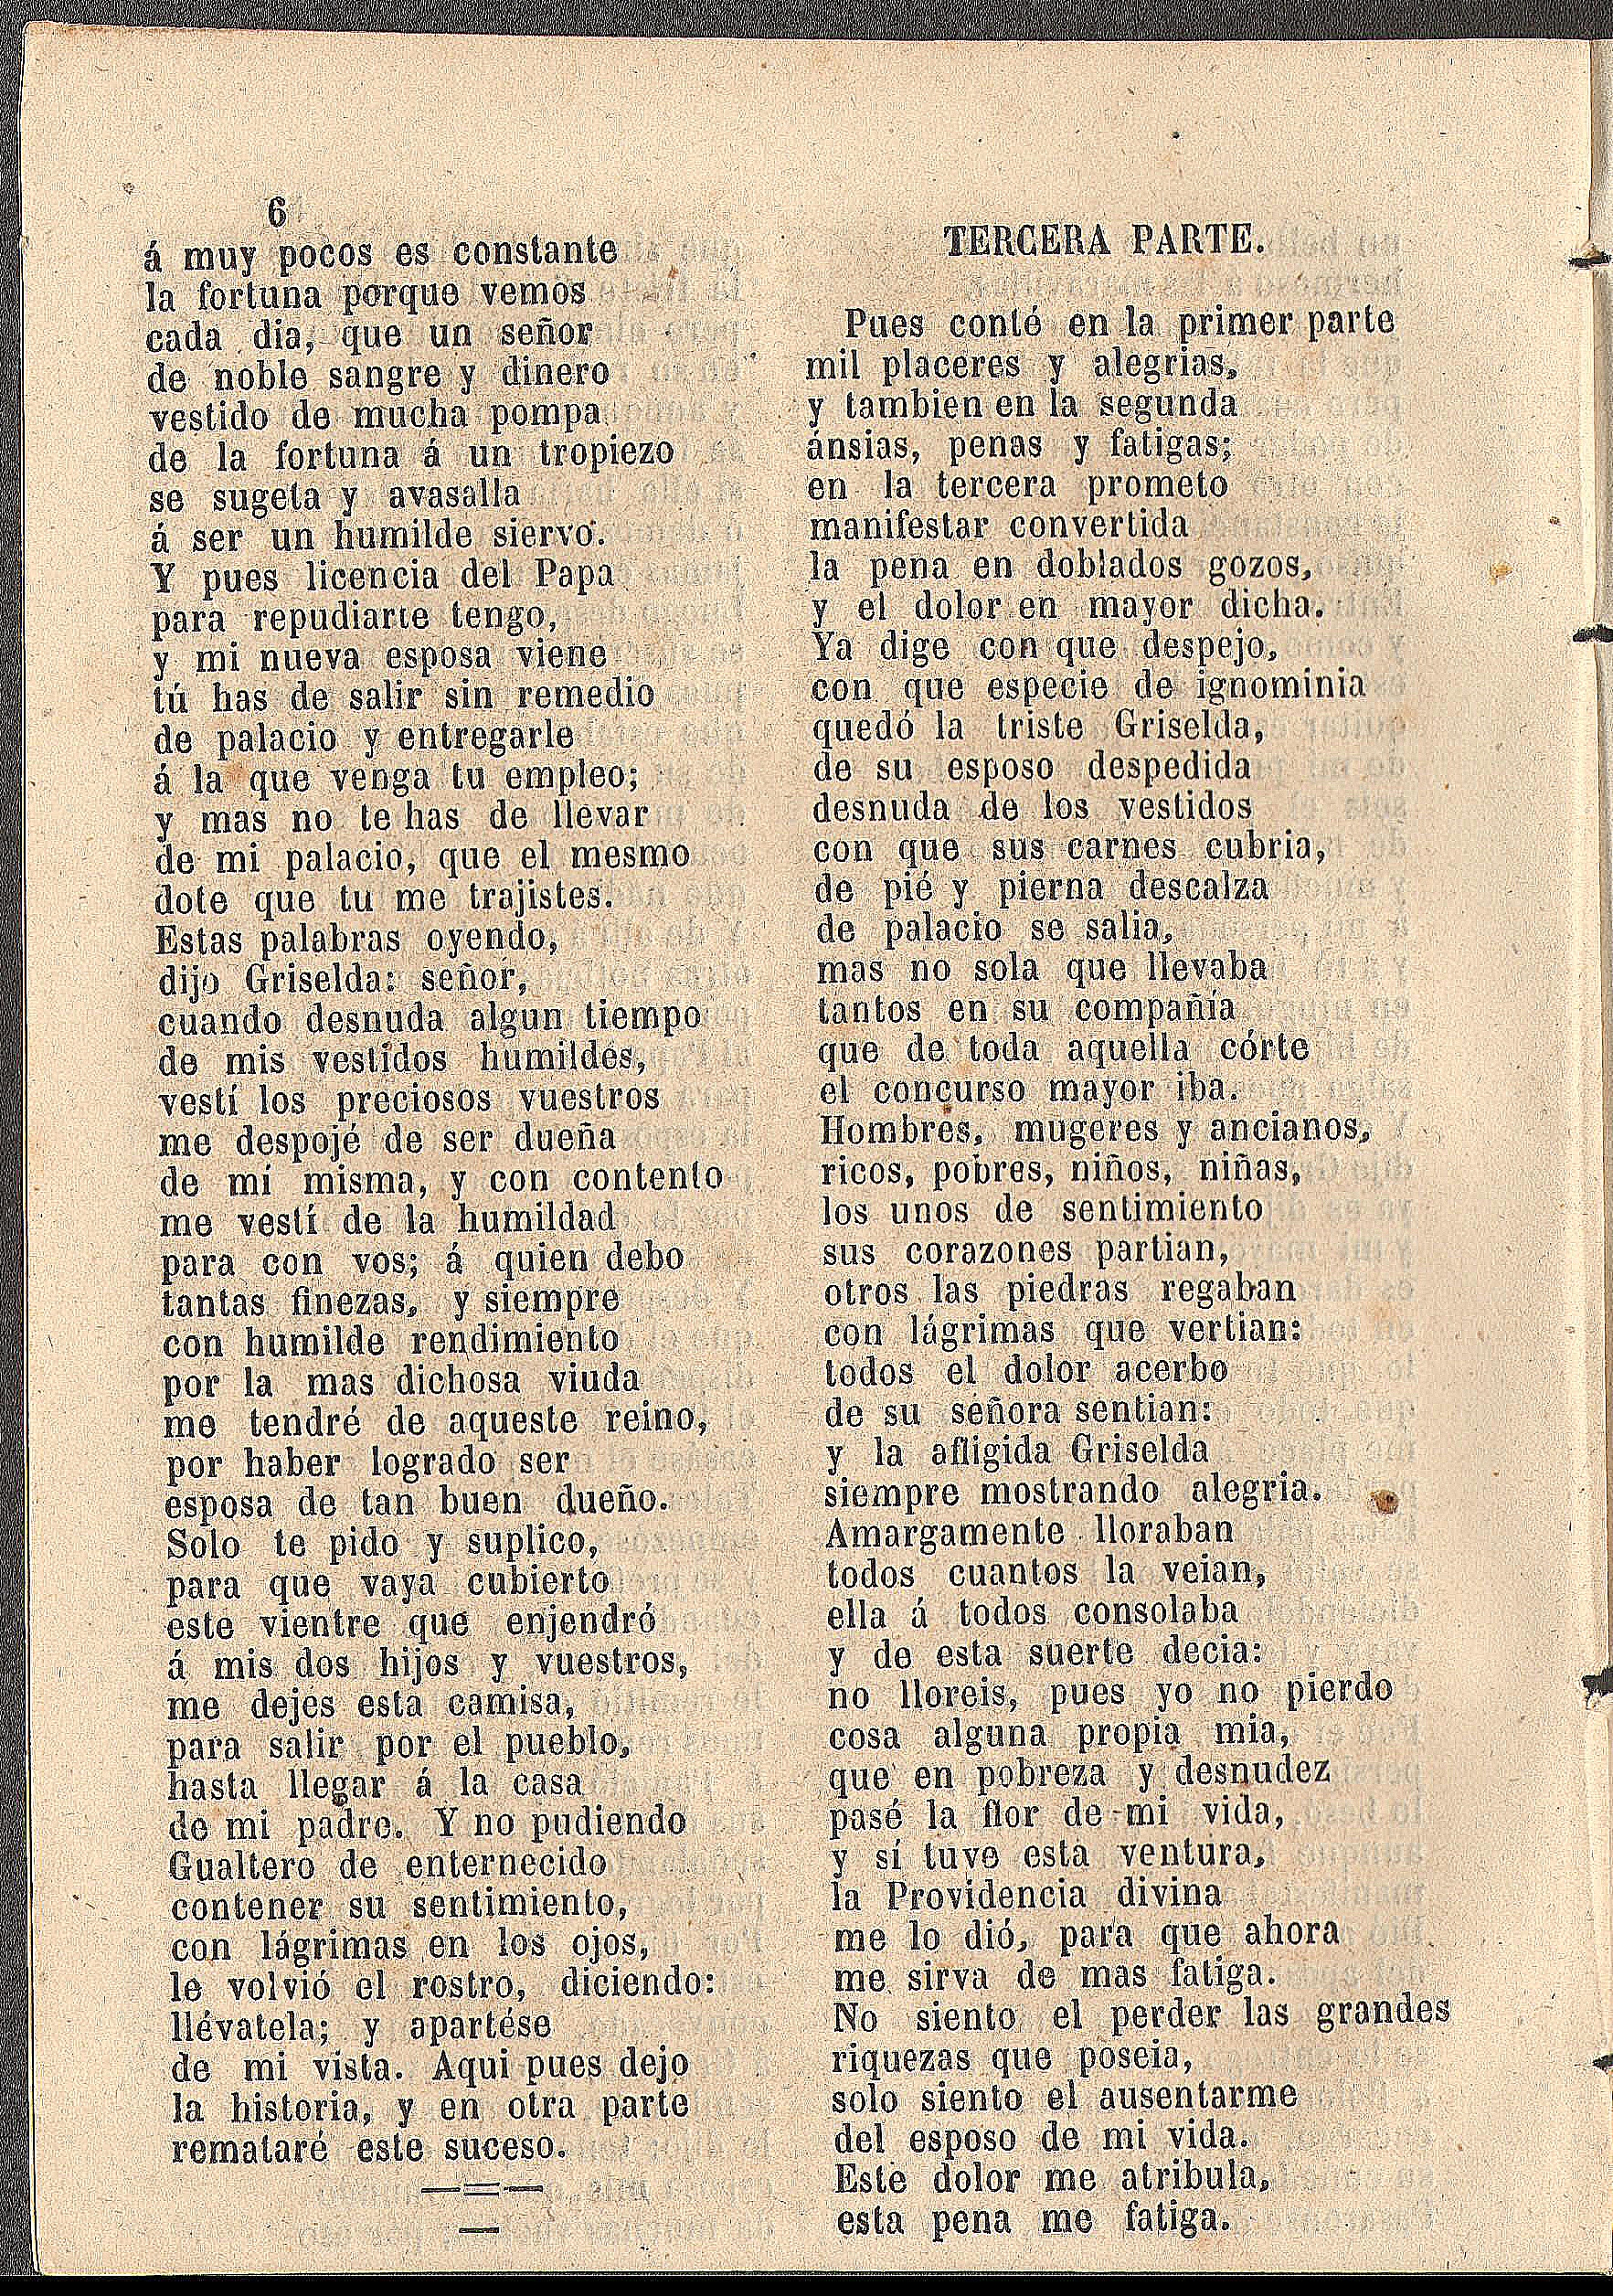 6
á muy pocos es constante
la fortuna porque vemos
cada dia, que un señor
de noble sangre y dinero
vestido de mucha pompa
de la fortuna á un tropiezo
se sugeta y avasalla
á ser un humilde siervo.
Y pues licencia del Papa
para repudiarte tengo,
y mi nueva esposa viene
tú has de salir sin remedio
de palacio y entregarle
á la que venga tu empleo;
y mas no te has de llevar
de mi palacio, que el mesmo
dote que tu me trajistes.
Estas palabras oyendo,
dijo Griselda: señor,
cuando desnuda algun tiempo
de mis vestidos humildes,
vestí los preciosos vuestros
me despojé de ser dueña
de mí misma, y con contento
me vestí de la humildad
para con vos; á quien debo
tantas finezas, y siempre
con humilde rendimiento
por la mas dichosa viuda
me tendré de aqueste reino,
por haber logrado ser
esposa de tan buen dueño.
Solo te pido y suplico,
para que vaya cubierto
este vientre que enjendró
á mis dos hijos y vuestros,
me dejes esta camisa,
para salir por el pueblo,
hasta llegar á la casa
de mi padre. Y no pudiendo
Gualtero de enternecido
contener su sentimiento,
con lágrimas en los ojos,
le volvió el rostro, diciendo:
llévatela; y apartése
de mi vista. Aqui pues dejo
la historia, y en otra parte
remataré este suceso.
TERCERA PARTE.
Pues conté en la primer parte
mil placeres y alegrias,
y tambien en la segunda
ánsias, penas y fatigas;
en la tercera prometo
manifestar convertida
la pena en doblados gozos,
y el dolor en mayor dicha.
Ya dige con que despejo,
con que especie de ignominia
quedó la triste Griselda,
de su esposo despedida
desnuda de los vestidos
con que sus carnes cubria,
de pié y pierna descalza
de palacio se salia,
mas no sola que llevaba
tantos en su compañía
que de toda aquella córte
el concurso mayor iba.
Hombres, mugeres y ancianos,
ricos, pobres, niños, niñas,
los unos de sentimiento
sus corazones partian,
otros las piedras regaban
con lágrimas que vertian:
todos el dolor acerbo
de su señora sentian:
y la afligida Griselda
siempre mostrando alegria.
Amargamente lloraban
todos cuantos la veian,
ella á todos consolaba
y de esta suerte decia:
no lloreis, pues yo no pierdo
cosa alguna propia mia,
que en pobreza y desnudez
pasé la flor de mi vida,
y sí tuve esta ventura,
la Providencia divina
me lo dió, para que ahora
me sirva de mas fatiga.
No siento el perder las grandes
riquezas que poseia,
solo siento el ausentarme
del esposo de mi vida.
Este dolor me atribula,
esta pena me fatiga.